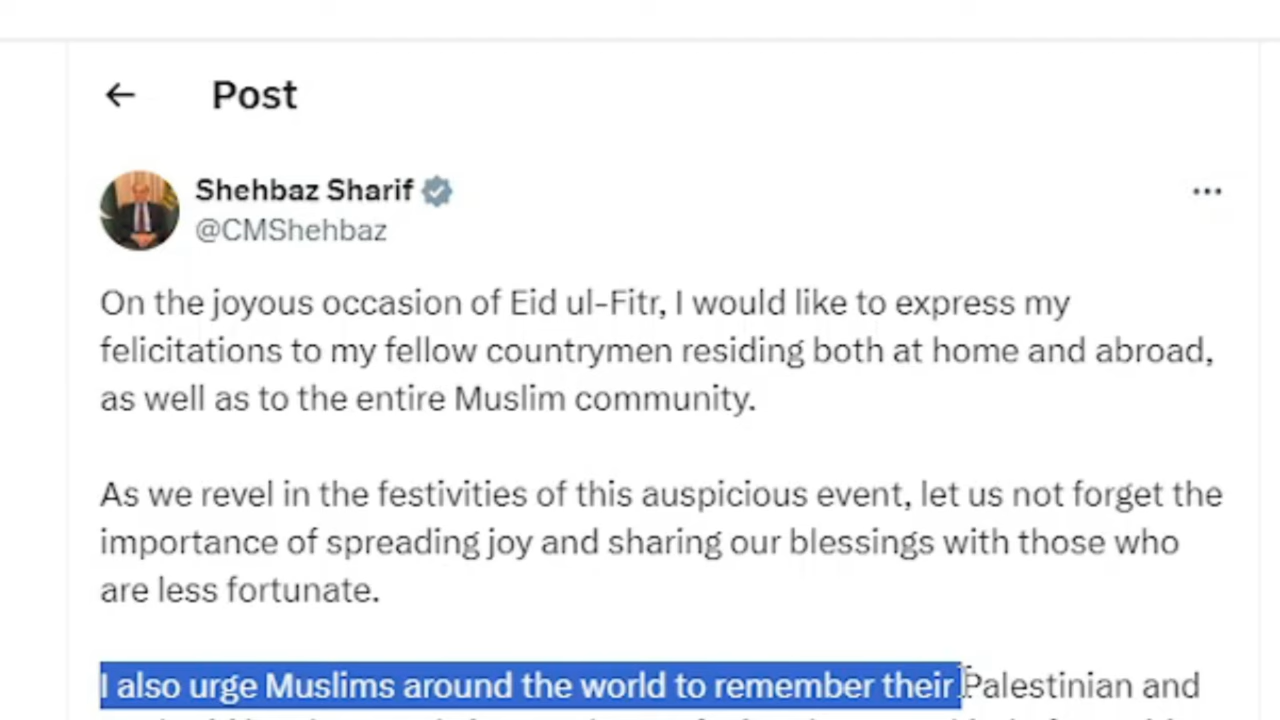 Post
Shehbaz Sharif
@CMShehbaz
On the joyous occasion of Eid ul-Fitr, I would like to express my
felicitations to my fellow countrymen residing both at home and abroad,
as well as to the entire Muslim community.
As we revel in the festivities of this auspicious event, let us not forget the
importance of spreading joy and sharing our blessings with those who
are less fortunate.
I also urge Muslims around the world to remember their Palestinian and